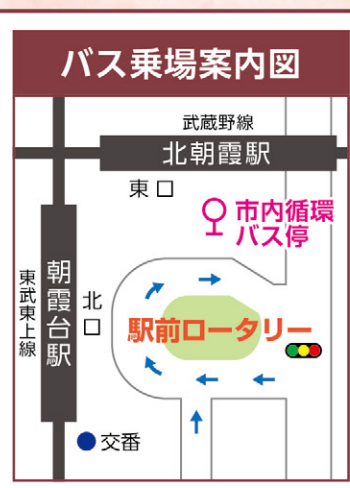 バス乗場案内図
武蔵野線
北朝霞駅
東口
市内循環
バス停
東武東上線
朝霞台駅
北口
駅前ロータリー
交番